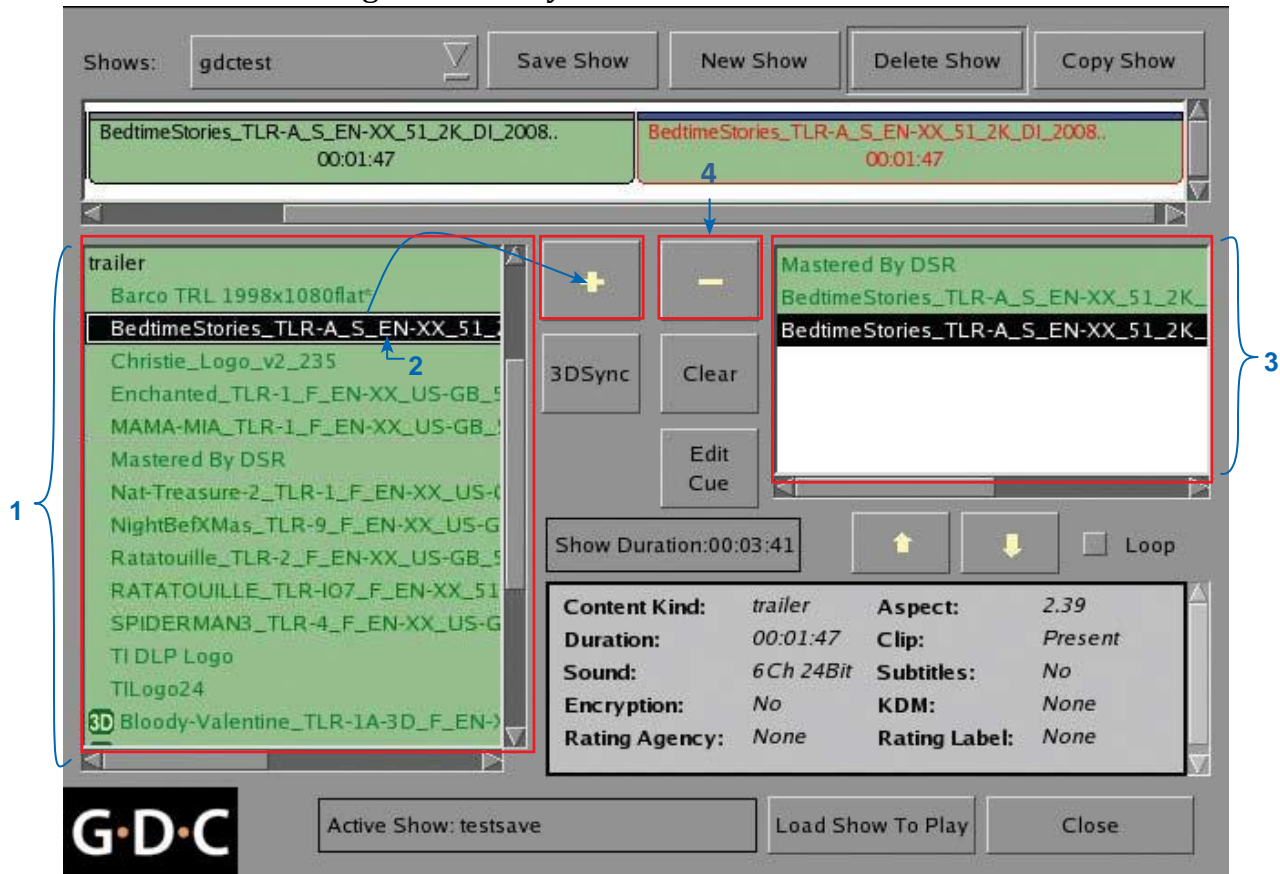 Shows: gdctest Save Show New Show Delete Show Copy Show
BedtimeStories_TLR-A_S_EN-XX_51_2K_DI_2008.. BedtimeStories_TLR-A_S_EN-XX_51_2K_DI_2008..
00:01:47 00:01:47
4
trailer
Barco TRL 1998x1080flat*
BedtimeStories_TLR-A_S_EN-XX_51_
2
Christie_Logo_v2_235
Enchanted_TLR-1_F_EN-XX_US-GB_
MAMA-MIA_TLR-1_F_EN-XX_US-GB_
Mastered By DSR
Nat-Treasure-2_TLR-1_F_EN-XX_US-
NightBefXMas_TLR-9_F_EN-XX_US-G
Ratatouille_TLR-2_F_EN-XX_US-GB_
RATATOUILLE_TLR-IO7_F_EN-XX_51
SPIDERMAN3_TLR-4_F_EN-XX_US-G
TI DLP Logo
TILogo24
3D Bloody-Valentine_TLR-1A-3D_F_EN-
1
+ −
3DSync Clear
Edit
Cue
Mastered By DSR
BedtimeStories_TLR-A_S_EN-XX_51_2K_
BedtimeStories_TLR-A_S_EN-XX_51_2K_
3
Show Duration:00:03:41 Loop
Content Kind: trailer Aspect: 2.39
Duration: 00:01:47 Clip: Present
Sound: 6 Ch 24Bit Subtitles: No
Encryption: No KDM: None
Rating Agency: None Rating Label: None
G·D·C Active Show: testsave Load Show To Play Close